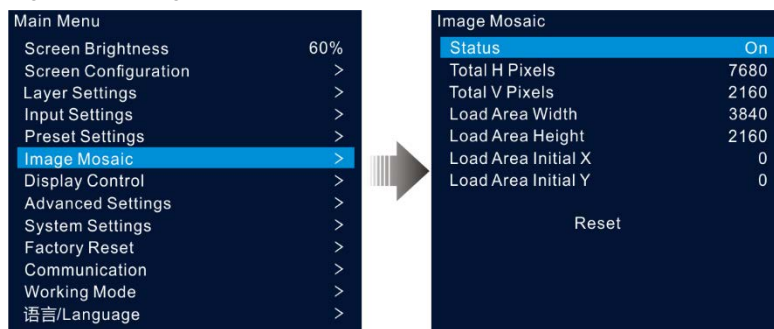 Main Menu
Screen Brightness 60%
Screen Configuration >
Layer Settings >
Input Settings >
Preset Settings >
Image Mosaic >
Display Control >
Advanced Settings >
System Settings >
Factory Reset >
Communication >
Working Mode >
语言/Language >
Image Mosaic
Status On
Total H Pixels 7680
Total V Pixels 2160
Load Area Width 3840
Load Area Height 2160
Load Area Initial X 0
Load Area Initial Y 0
Reset